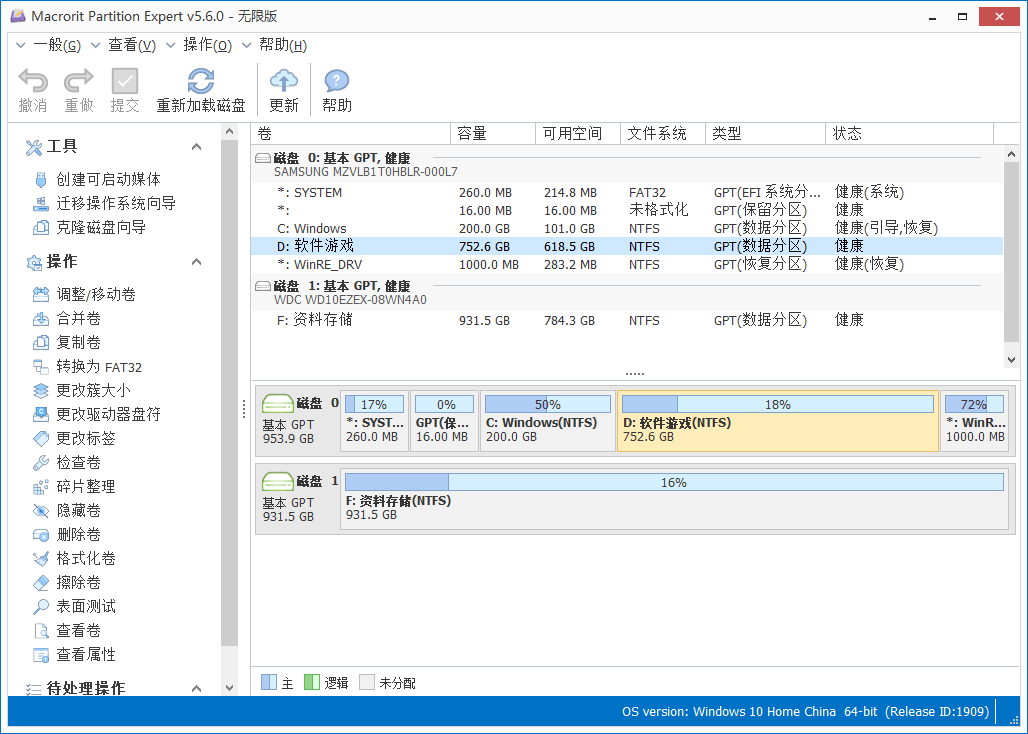 Macrorit Partition Expert v5.6.0 - 无限版
一般(G) 查看(V) 操作(O) 帮助(H)
撤消 重做 提交 重新加载磁盘 更新 帮助
工具
创建可启动媒体
迁移操作系统向导
克隆磁盘向导
操作
调整/移动卷
合并卷
复制卷
转换为 FAT32
更改簇大小
更改驱动器盘符
更改标签
检查卷
碎片整理
隐藏卷
删除卷
格式化卷
擦除卷
表面测试
查看卷
查看属性
待处理操作
卷 容量 可用空间 文件系统 类型 状态
磁盘 0: 基本 GPT, 健康
SAMSUNG MZVLB1T0HBLR-000L7
*: SYSTEM 260.0 MB 214.8 MB FAT32 GPT(EFI 系统分... 健康(系统)
*: 16.00 MB 16.00 MB 未格式化 GPT(保留分区) 健康
C: Windows 200.0 GB 101.0 GB NTFS GPT(数据分区) 健康(引导,恢复)
D: 软件游戏 752.6 GB 618.5 GB NTFS GPT(数据分区) 健康
*: WinRE_DRV 1000.0 MB 283.2 MB NTFS GPT(恢复分区) 健康(恢复)
磁盘 1: 基本 GPT, 健康
WDC WD10EZEX-08WN4A0
F: 资料存储 931.5 GB 784.3 GB NTFS GPT(数据分区) 健康
磁盘 0
基本 GPT
953.9 GB
17%
*: SYST...
260.0 MB
0%
GPT(保...
16.00 MB
50%
C: Windows(NTFS)
200.0 GB
18%
D: 软件游戏(NTFS)
752.6 GB
72%
*: WinR...
1000.0 MB
磁盘 1
基本 GPT
931.5 GB
16%
F: 资料存储(NTFS)
931.5 GB
主 逻辑 未分配
OS version: Windows 10 Home China 64-bit (Release ID:1909)